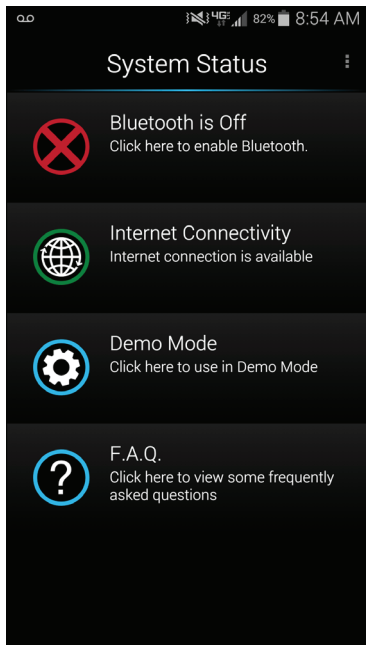 4G 82% 8:54 AM
System Status
Bluetooth is Off
Click here to enable Bluetooth.
Internet Connectivity
Internet connection is available
Demo Mode
Click here to use in Demo Mode
F.A.Q.
?
Click here to view some frequently
asked questions